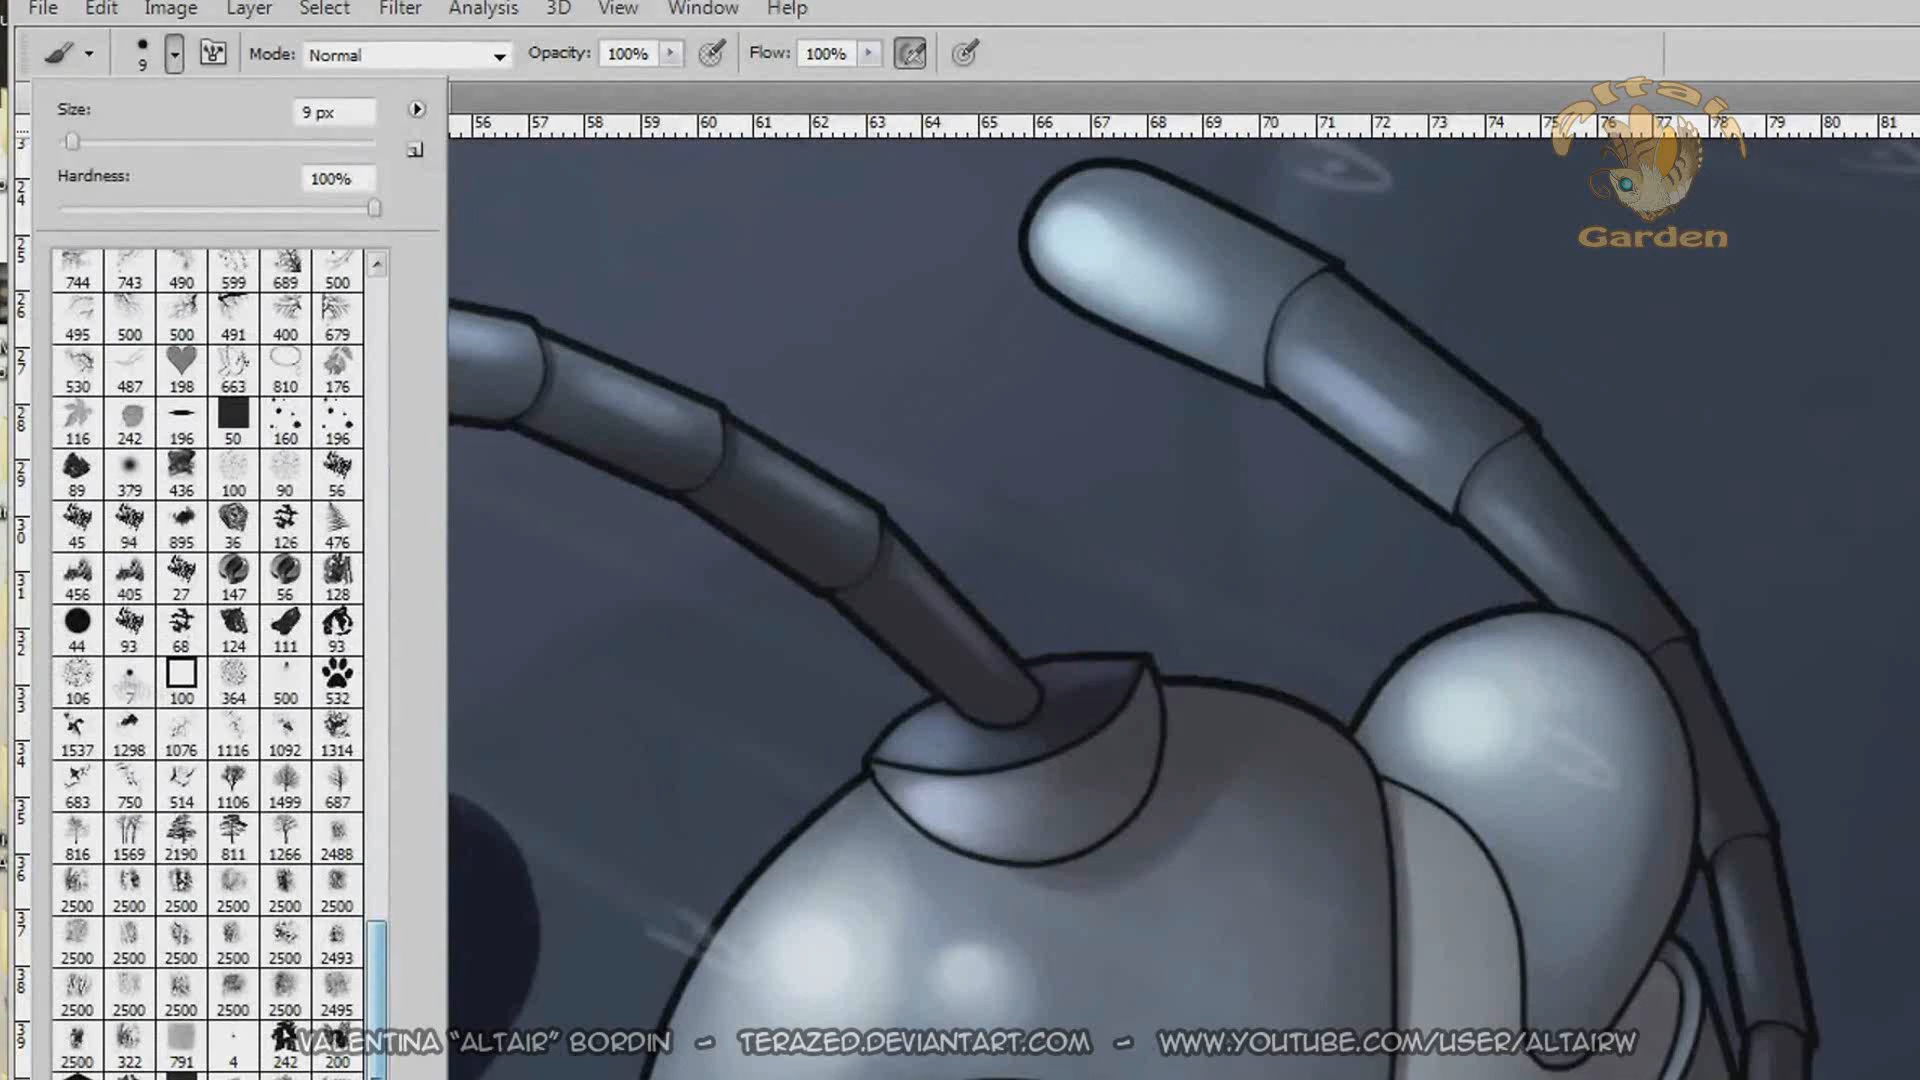 File Edit Image Layer Select Filter Analysis 3D View Window Help
9 Mode: Normal Opacity: 100% Flow: 100%
Size: 9 px
Hardness: 100%
56 57 58 59 60 61 62 63 64 65 66 67 68 69 70 71 72 73 74 75 76 77 78 79 80 81
Altair
Garden
744 743 490 599 689 500
495 500 500 491 400 679
530 487 198 663 810 176
116 242 196 50 160 196
89 379 436 100 90 56
45 94 895 36 126 476
456 405 27 147 56 128
44 93 68 124 111 93
106 7 100 364 500 532
1537 1298 1076 1116 1092 1314
683 750 514 1106 1499 687
816 1569 2190 811 1266 2488
2500 2500 2500 2500 2500 2500
2500 2500 2500 2500 2500 2493
2500 2500 2500 2500 2500 2495
2500 322 791 4 242 200
VALENTINA "ALTAIR" BORDIN - TERAZED.DEVIANTART.COM - WWW.YOUTUBE.COM/USER/ALTAIRW